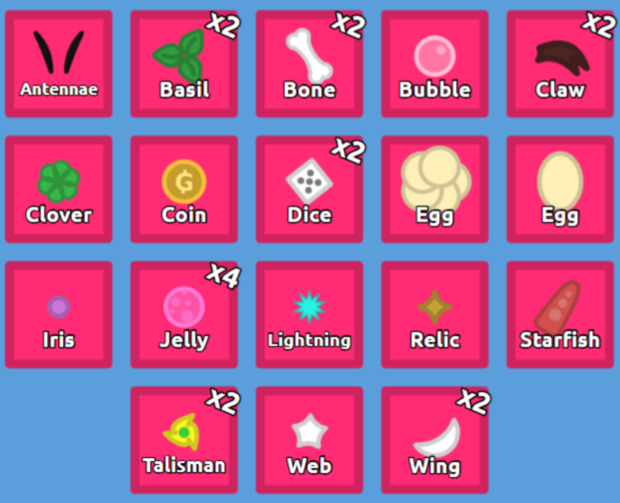 Antennae
x2
Basil
x2
Bone
Bubble
x2
Claw
Clover
G
Coin
x2
Dice
Egg
Egg
Iris
x4
Jelly
Lightning
Relic
Starfish
x2
Talisman
Web
x2
Wing